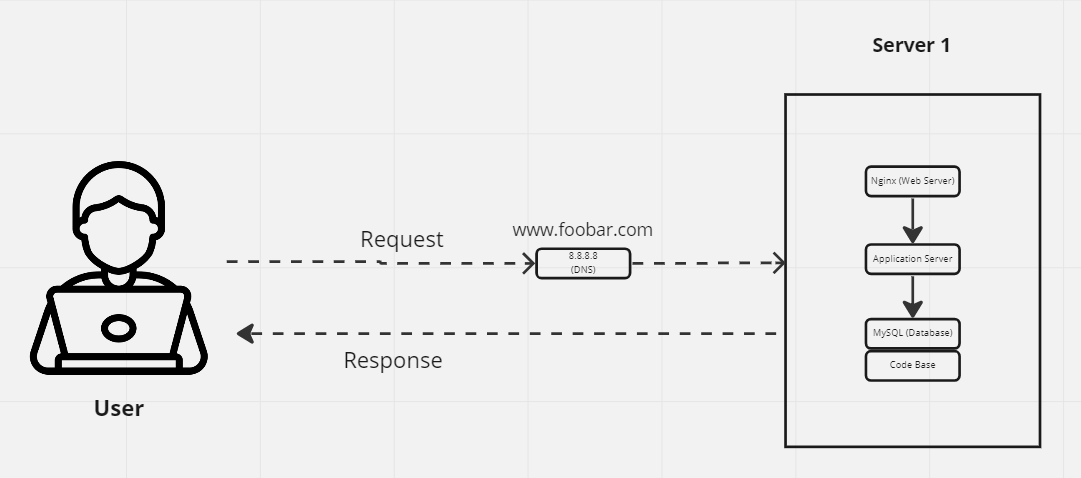 Server 1
Nginx (Web Server)
www.foobar.com
Request
8.8.8.8
(DNS)
Application Server
MySQL (Database)
Response
Code Base
User